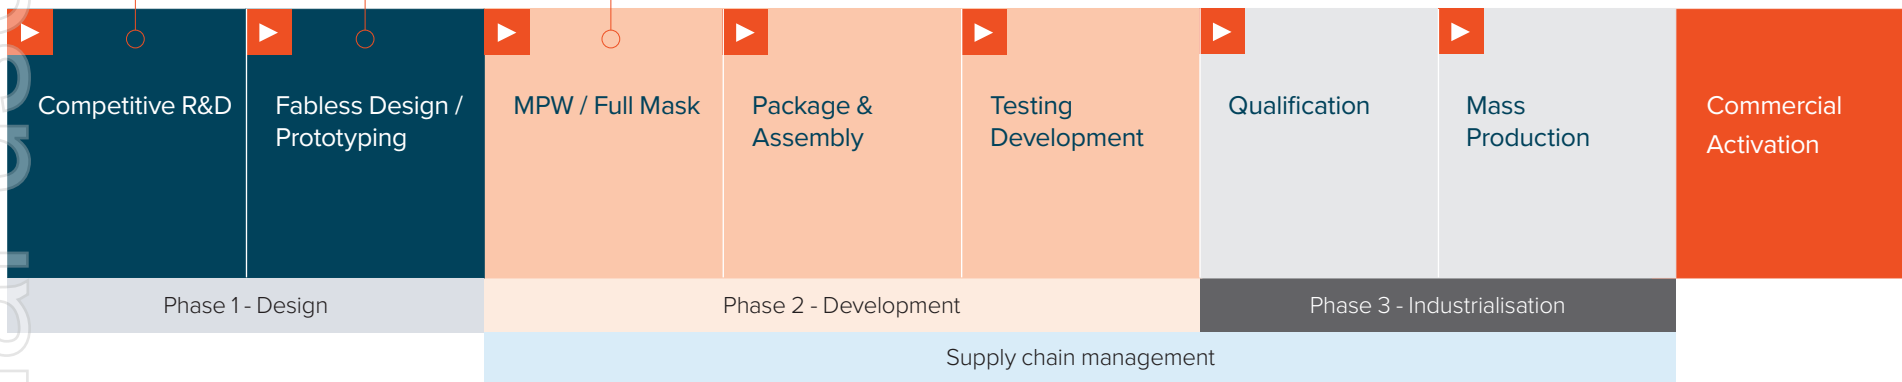 Competitive R&D
Fabless Design /
Prototyping
MPW / Full Mask
Package &
Assembly
Testing
Development
Qualification
Mass
Production
Commercial
Activation
Phase 1 - Design
Phase 2 - Development
Phase 3 - Industrialisation
Supply chain management